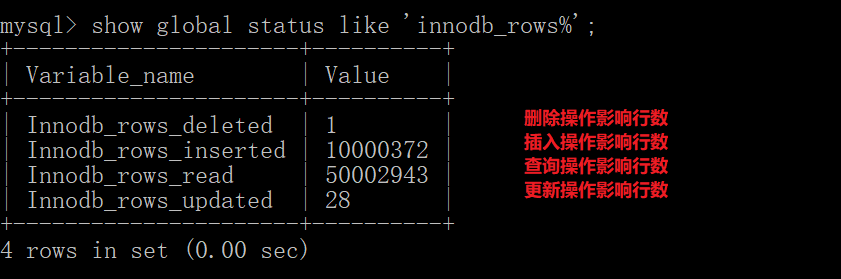 mysql> show global status like 'innodb_rows%';
+----------------------+----------+
| Variable_name        | Value    |
+----------------------+----------+
| Innodb_rows_deleted  | 1        | 删除操作影响行数
| Innodb_rows_inserted | 10000372 | 插入操作影响行数
| Innodb_rows_read     | 50002943 | 查询操作影响行数
| Innodb_rows_updated  | 28       | 更新操作影响行数
+----------------------+----------+
4 rows in set (0.00 sec)